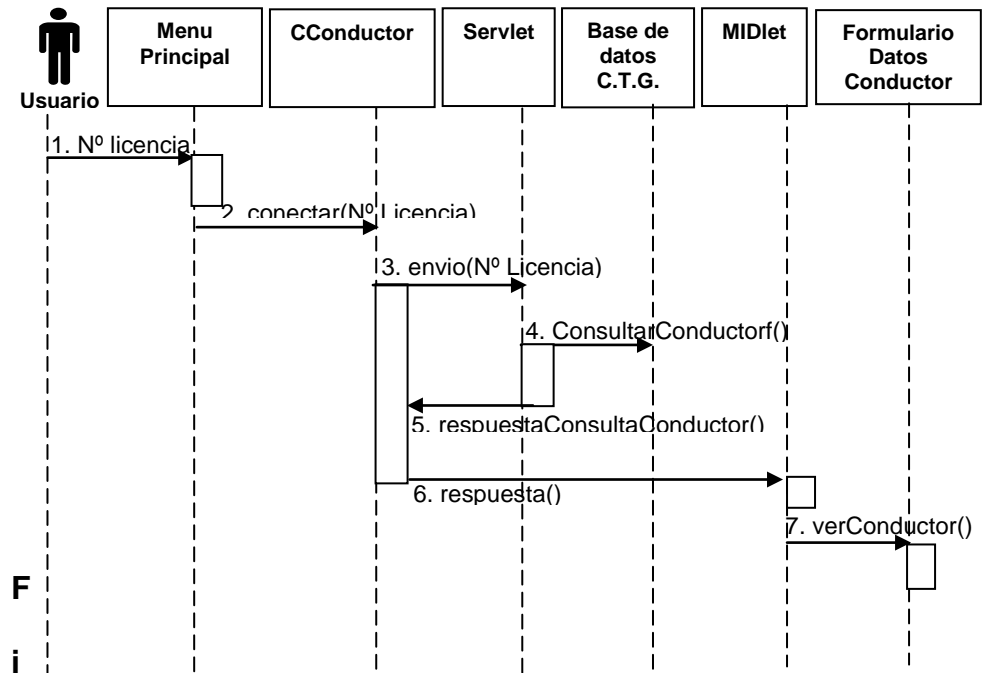 Usuario
Menu
Principal
CConductor
Servlet
Base de
datos
C.T.G.
MIDlet
Formulario
Datos
Conductor
1. Nº licencia
2. conectar(Nº Licencia)
3. envio(Nº Licencia)
4. ConsultarConductorf()
5. respuestaConsultaConductor()
6. respuesta()
7. verConductor()
F
i